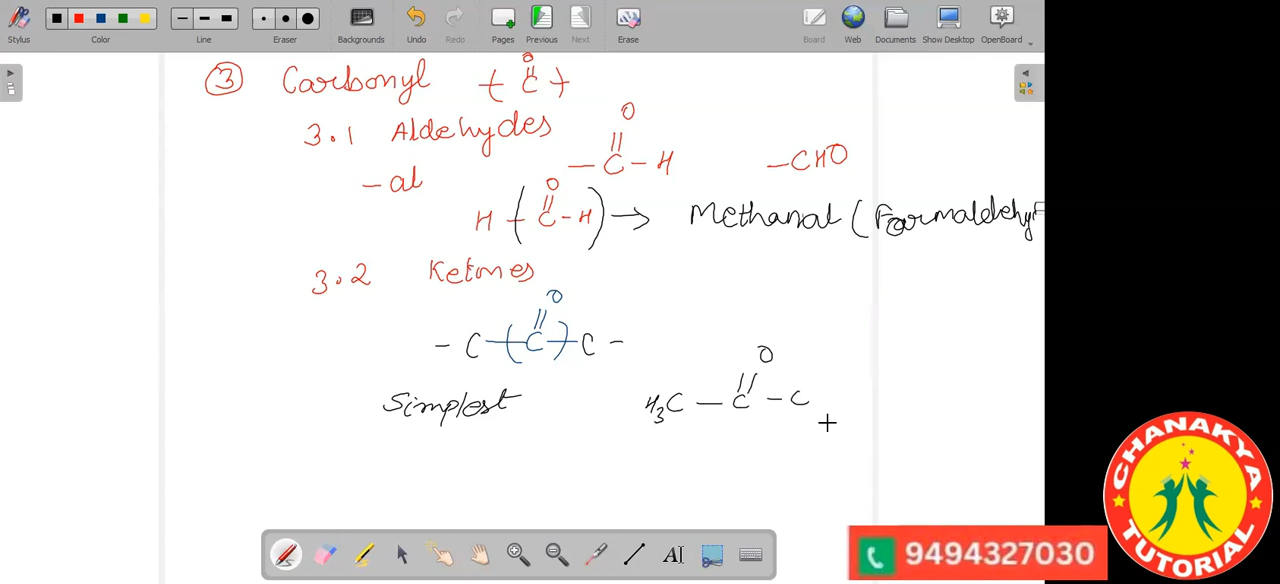 Stylus Color Line Eraser Backgrounds Undo Redo Pages Previous Next Erase Board Web Documents Show Desktop OpenBoard
③ Carbonyl (C=O)
3.1 Aldehydes
O
-C-H -CHO
-al
O
H-(C-H) → Methanal (Formaldehy
3.2 Ketones
O
-C-(C)-C-
O
Simplest H3C-C-C
CHANAKYA TUTORIAL
9494327030